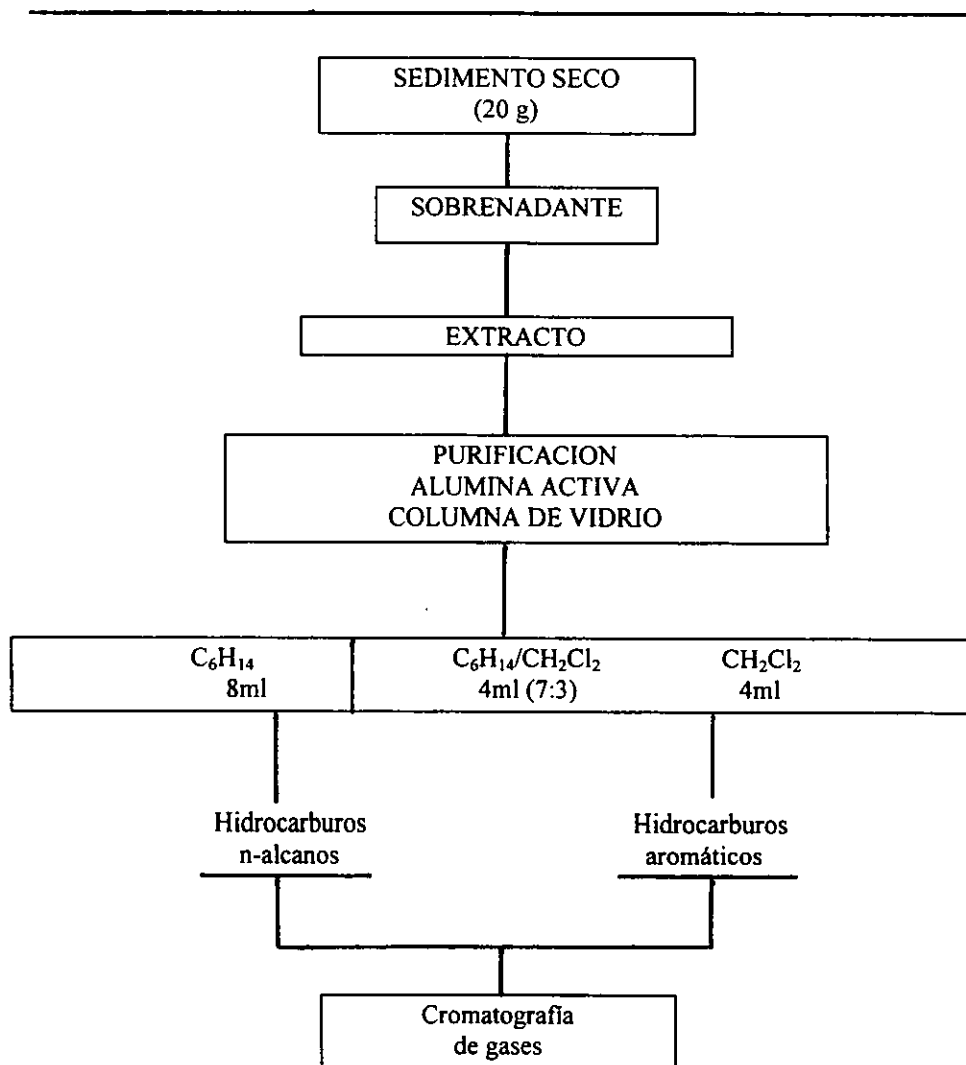 SEDIMENTO SECO
(20 g)
SOBRENADANTE
EXTRACTO
PURIFICACION
ALUMINA ACTIVA
COLUMNA DE VIDRIO
C₆H₁₄
8ml
C₆H₁₄/CH₂Cl₂
4ml (7:3)
CH₂Cl₂
4ml
Hidrocarburos
n-alcanos
Hidrocarburos
aromáticos
Cromatografía
de gases